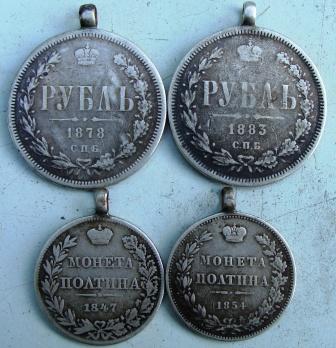 РУБЛЬ
1878
С.П.Б.
РУБЛЬ
1883
С.П.Б.
МОНЕТА
ПОЛТИНА
1847
МОНЕТА
ПОЛТИНА
1854